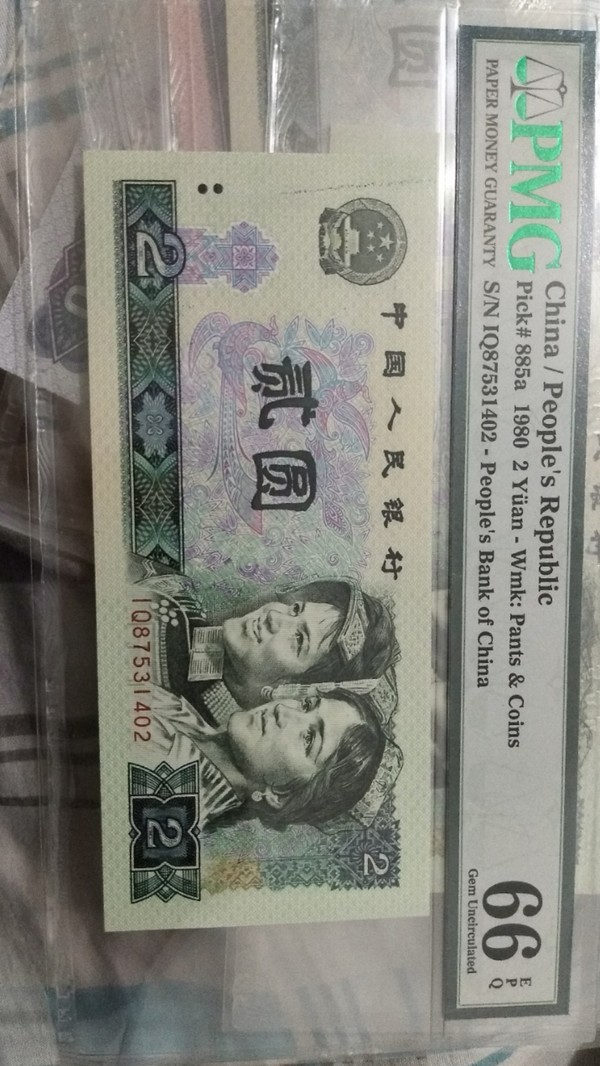 PMG
PAPER MONEY GUARANTY
China / People's Republic
Pick# 885a 1980 2 Yüan - Wmk: Pants & Coins
S/N IQ87531402 - People's Bank of China
66
EPQ
Gem Uncirculated
中国人民银行
贰圆
2
IQ87531402
2
2
圆